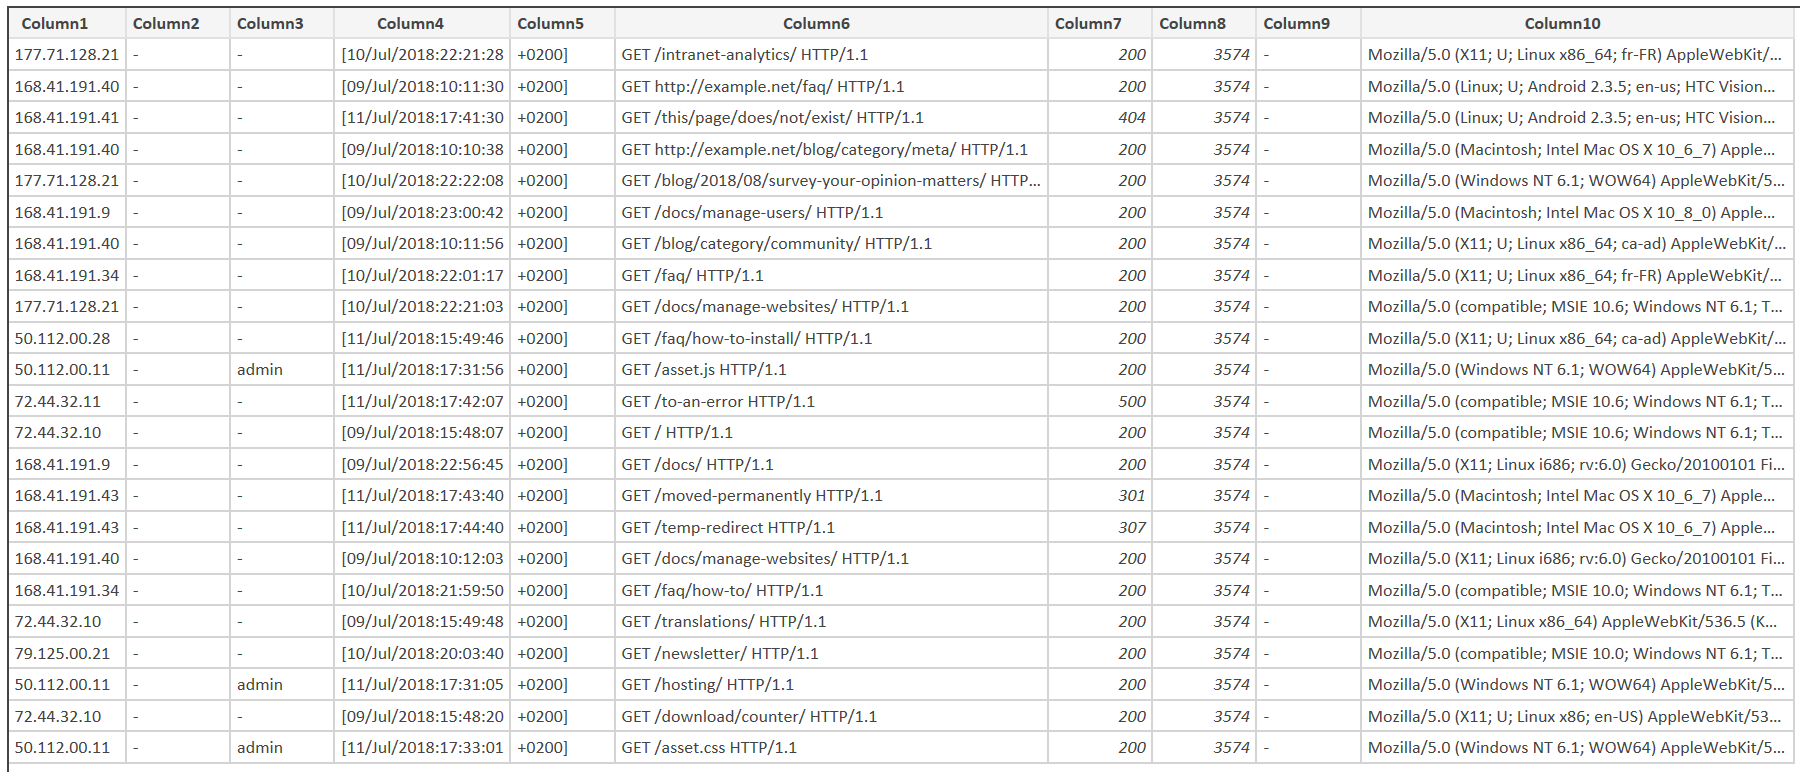 Column1 Column2 Column3 Column4 Column5 Column6 Column7 Column8 Column9 Column10
177.71.128.21 - - [10/Jul/2018:22:21:28 +0200] GET /intranet-analytics/ HTTP/1.1 200 3574 - Mozilla/5.0 (X11; U; Linux x86_64; fr-FR) AppleWebKit/...
168.41.191.40 - - [09/Jul/2018:10:11:30 +0200] GET http://example.net/faq/ HTTP/1.1 200 3574 - Mozilla/5.0 (Linux; U; Android 2.3.5; en-us; HTC Vision...
168.41.191.41 - - [11/Jul/2018:17:41:30 +0200] GET /this/page/does/not/exist/ HTTP/1.1 404 3574 - Mozilla/5.0 (Linux; U; Android 2.3.5; en-us; HTC Vision...
168.41.191.40 - - [09/Jul/2018:10:10:38 +0200] GET http://example.net/blog/category/meta/ HTTP/1.1 200 3574 - Mozilla/5.0 (Macintosh; Intel Mac OS X 10_6_7) Apple...
177.71.128.21 - - [10/Jul/2018:22:22:08 +0200] GET /blog/2018/08/survey-your-opinion-matters/ HTTP... 200 3574 - Mozilla/5.0 (Windows NT 6.1; WOW64) AppleWebKit/5...
168.41.191.9 - - [09/Jul/2018:23:00:42 +0200] GET /docs/manage-users/ HTTP/1.1 200 3574 - Mozilla/5.0 (Macintosh; Intel Mac OS X 10_8_0) Apple...
168.41.191.40 - - [09/Jul/2018:10:11:56 +0200] GET /blog/category/community/ HTTP/1.1 200 3574 - Mozilla/5.0 (X11; U; Linux x86_64; ca-ad) AppleWebKit/...
168.41.191.34 - - [10/Jul/2018:22:01:17 +0200] GET /faq/ HTTP/1.1 200 3574 - Mozilla/5.0 (X11; U; Linux x86_64; fr-FR) AppleWebKit/...
177.71.128.21 - - [10/Jul/2018:22:21:03 +0200] GET /docs/manage-websites/ HTTP/1.1 200 3574 - Mozilla/5.0 (compatible; MSIE 10.6; Windows NT 6.1; T...
50.112.00.28 - - [11/Jul/2018:15:49:46 +0200] GET /faq/how-to-install/ HTTP/1.1 200 3574 - Mozilla/5.0 (X11; U; Linux x86_64; ca-ad) AppleWebKit/...
50.112.00.11 - admin [11/Jul/2018:17:31:56 +0200] GET /asset.js HTTP/1.1 200 3574 - Mozilla/5.0 (Windows NT 6.1; WOW64) AppleWebKit/5...
72.44.32.11 - - [11/Jul/2018:17:42:07 +0200] GET /to-an-error HTTP/1.1 500 3574 - Mozilla/5.0 (compatible; MSIE 10.6; Windows NT 6.1; T...
72.44.32.10 - - [09/Jul/2018:15:48:07 +0200] GET / HTTP/1.1 200 3574 - Mozilla/5.0 (compatible; MSIE 10.6; Windows NT 6.1; T...
168.41.191.9 - - [09/Jul/2018:22:56:45 +0200] GET /docs/ HTTP/1.1 200 3574 - Mozilla/5.0 (X11; Linux i686; rv:6.0) Gecko/20100101 Fi...
168.41.191.43 - - [11/Jul/2018:17:43:40 +0200] GET /moved-permanently HTTP/1.1 301 3574 - Mozilla/5.0 (Macintosh; Intel Mac OS X 10_6_7) Apple...
168.41.191.43 - - [11/Jul/2018:17:44:40 +0200] GET /temp-redirect HTTP/1.1 307 3574 - Mozilla/5.0 (Macintosh; Intel Mac OS X 10_6_7) Apple...
168.41.191.40 - - [09/Jul/2018:10:12:03 +0200] GET /docs/manage-websites/ HTTP/1.1 200 3574 - Mozilla/5.0 (X11; Linux i686; rv:6.0) Gecko/20100101 Fi...
168.41.191.34 - - [10/Jul/2018:21:59:50 +0200] GET /faq/how-to/ HTTP/1.1 200 3574 - Mozilla/5.0 (compatible; MSIE 10.0; Windows NT 6.1; T...
72.44.32.10 - - [09/Jul/2018:15:49:48 +0200] GET /translations/ HTTP/1.1 200 3574 - Mozilla/5.0 (X11; Linux x86_64) AppleWebKit/536.5 (K...
79.125.00.21 - - [10/Jul/2018:20:03:40 +0200] GET /newsletter/ HTTP/1.1 200 3574 - Mozilla/5.0 (compatible; MSIE 10.0; Windows NT 6.1; T...
50.112.00.11 - admin [11/Jul/2018:17:31:05 +0200] GET /hosting/ HTTP/1.1 200 3574 - Mozilla/5.0 (Windows NT 6.1; WOW64) AppleWebKit/5...
72.44.32.10 - - [09/Jul/2018:15:48:20 +0200] GET /download/counter/ HTTP/1.1 200 3574 - Mozilla/5.0 (X11; U; Linux x86; en-US) AppleWebKit/53...
50.112.00.11 - admin [11/Jul/2018:17:33:01 +0200] GET /asset.css HTTP/1.1 200 3574 - Mozilla/5.0 (Windows NT 6.1; WOW64) AppleWebKit/5...